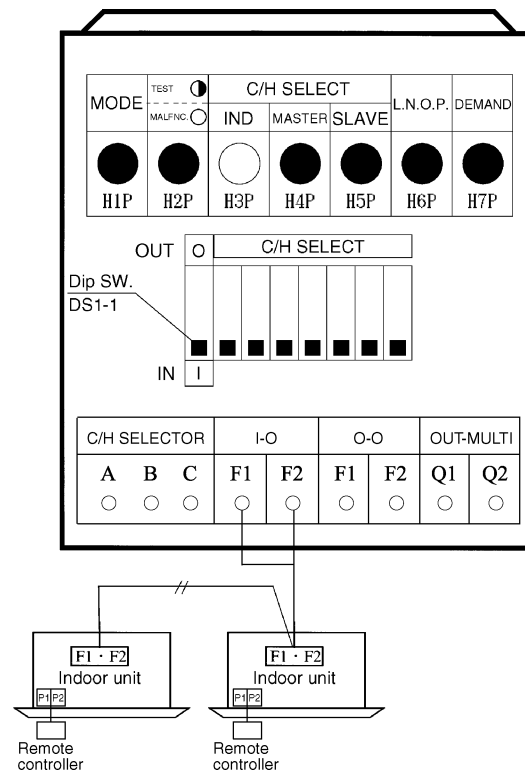 MODE
TEST
MALFNC.
C/H SELECT
IND MASTER SLAVE
L.N.O.P.
DEMAND
H1P H2P H3P H4P H5P H6P H7P
OUT O C/H SELECT
Dip SW.
DS1-1
IN I
C/H SELECTOR I-O O-O OUT-MULTI
A B C F1 F2 F1 F2 Q1 Q2
F1 · F2 F1 · F2
Indoor unit Indoor unit
P1 P2 P1 P2
Remote controller Remote controller